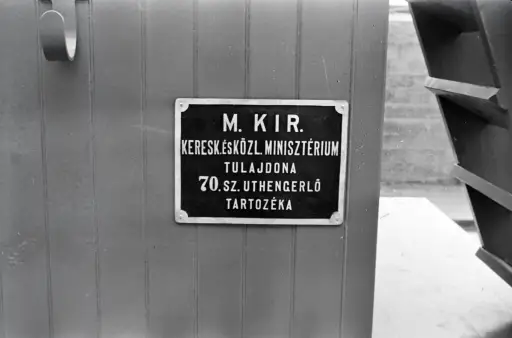 M. KIR.
KERESK. ÉS KÖZL. MINISZTÉRIUM
TULAJDONA
70. SZ. UTHENGERLŐ
TARTOZÉKA